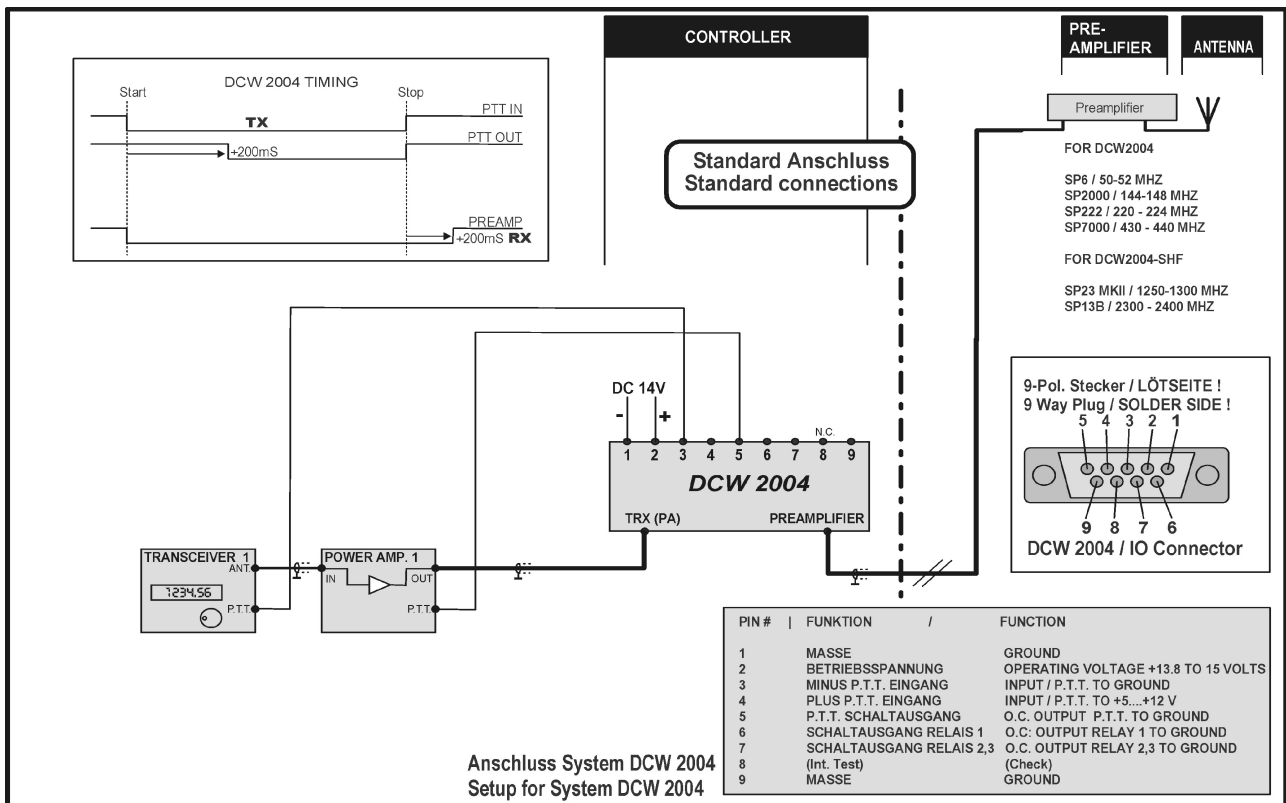 DCW 2004 TIMING
Start
Stop
PTT IN
TX
PTT OUT
+200mS
PREAMP
+200mS RX
CONTROLLER
Standard Anschluss
Standard connections
PRE-
AMPLIFIER
ANTENNA
Preamplifier
FOR DCW2004
SP6 / 50-52 MHZ
SP2000 / 144-148 MHZ
SP222 / 220 - 224 MHZ
SP7000 / 430 - 440 MHZ
FOR DCW2004-SHF
SP23 MKII / 1250-1300 MHZ
SP13B / 2300 - 2400 MHZ
DC 14V
- +
N.C.
1 2 3 4 5 6 7 8 9
DCW 2004
TRX (PA) PREAMPLIFIER
TRANSCEIVER 1
ANT.
7234.56
P.T.T.
POWER AMP. 1
IN
OUT
P.T.T.
9-Pol. Stecker / LÖTSEITE !
9 Way Plug / SOLDER SIDE !
5 4 3 2 1
9 8 7 6
DCW 2004 / IO Connector
PIN # | FUNKTION / FUNCTION
1 MASSE GROUND
2 BETRIEBSSPANNUNG OPERATING VOLTAGE +13.8 TO 15 VOLTS
3 MINUS P.T.T. EINGANG INPUT / P.T.T. TO GROUND
4 PLUS P.T.T. EINGANG INPUT / P.T.T. TO +5....+12 V
5 P.T.T. SCHALTAUSGANG O.C. OUTPUT P.T.T. TO GROUND
6 SCHALTAUSGANG RELAIS 1 O.C: OUTPUT RELAY 1 TO GROUND
7 SCHALTAUSGANG RELAIS 2,3 O.C. OUTPUT RELAY 2,3 TO GROUND
8 (Int. Test) (Check)
9 MASSE GROUND
Anschluss System DCW 2004
Setup for System DCW 2004